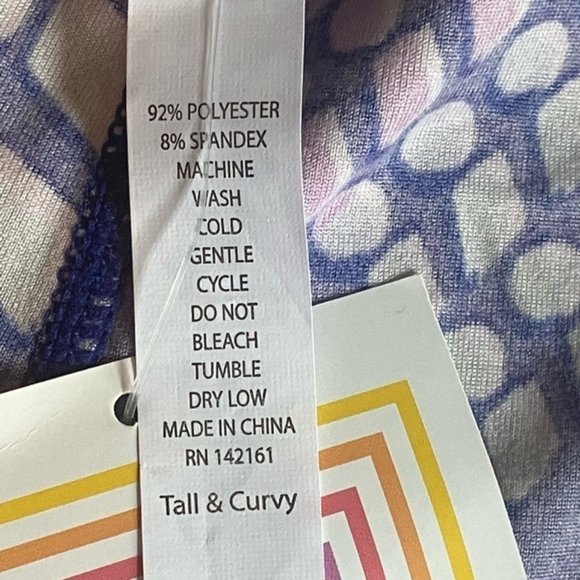 92% POLYESTER
8% SPANDEX
MACHINE
WASH
COLD
GENTLE
CYCLE
DO NOT
BLEACH
TUMBLE
DRY LOW
MADE IN CHINA
RN 142161
Tall & Curvy